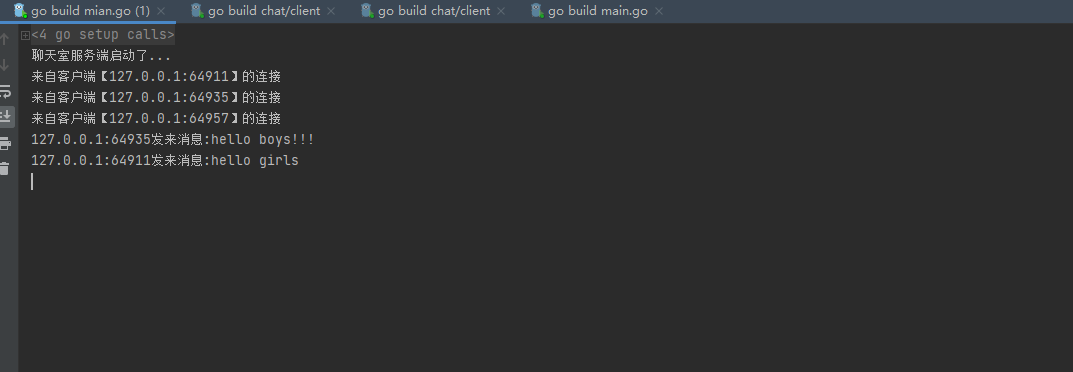 go build mian.go (1) go build chat/client go build chat/client go build main.go
<4 go setup calls>
聊天室服务端启动了...
来自客户端【127.0.0.1:64911】的连接
来自客户端【127.0.0.1:64935】的连接
来自客户端【127.0.0.1:64957】的连接
127.0.0.1:64935发来消息:hello boys!!!
127.0.0.1:64911发来消息:hello girls